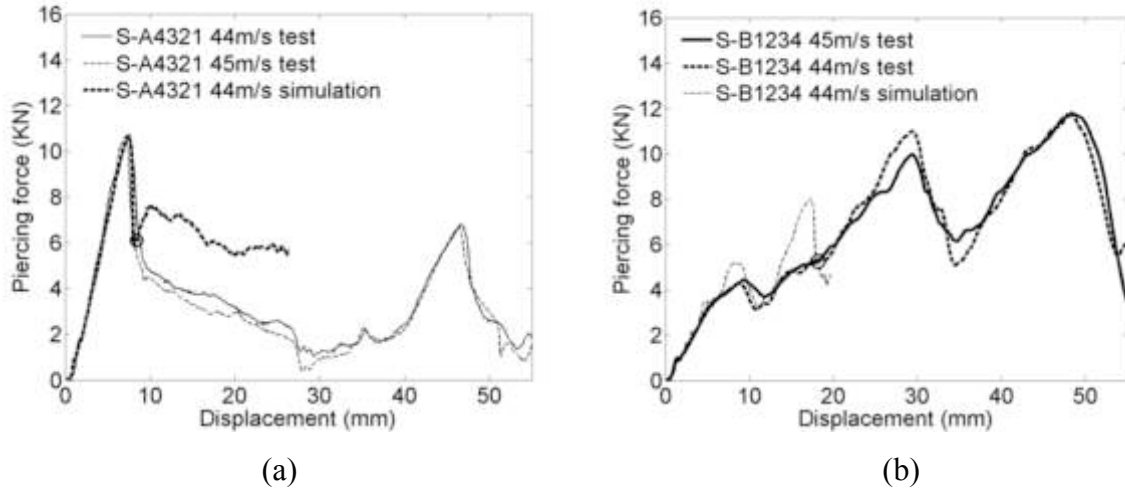 16
14
12
10
8
6
4
2
0
Piercing force (KN)
S-A4321 44m/s test
S-A4321 45m/s test
S-A4321 44m/s simulation
0 10 20 30 40 50
Displacement (mm)
(a)
16
14
12
10
8
6
4
2
0
Piercing force (KN)
S-B1234 45m/s test
S-B1234 44m/s test
S-B1234 44m/s simulation
0 10 20 30 40 50
Displacement (mm)
(b)